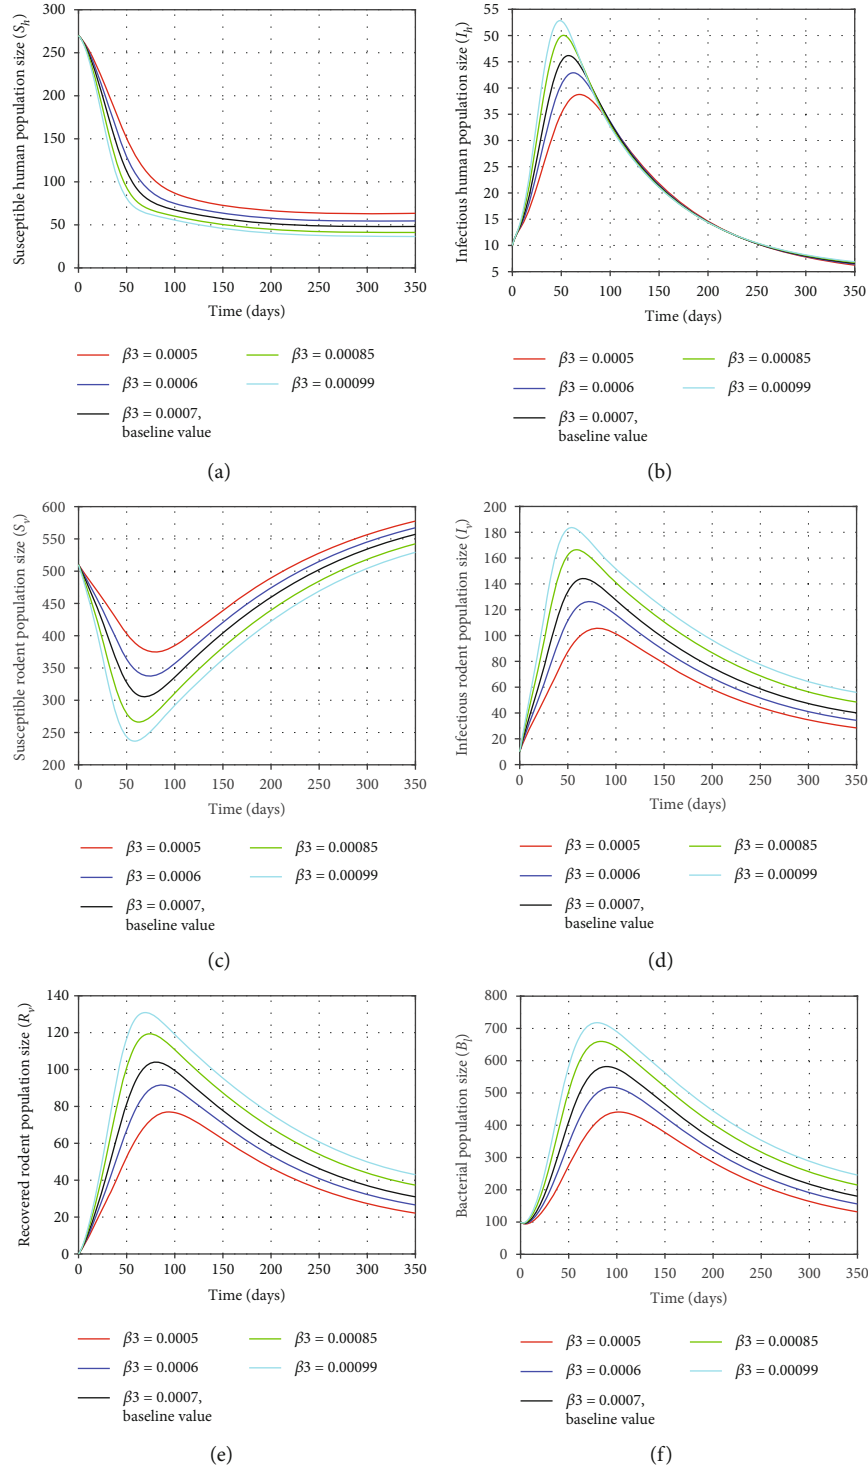 Susceptible human population size (Sₕ)
300
250
200
150
100
50
0
0 50 100 150 200 250 300 350
Time (days)
β3 = 0.0005
β3 = 0.00085
β3 = 0.0006
β3 = 0.00099
β3 = 0.0007,
baseline value
(a)
Infectious human population size (Iₕ)
55
50
45
40
35
30
25
20
15
10
5
0 50 100 150 200 250 300 350
Time (days)
β3 = 0.0005
β3 = 0.00085
β3 = 0.0006
β3 = 0.00099
β3 = 0.0007,
baseline value
(b)
Susceptible rodent population size (Sᵥ)
600
550
500
450
400
350
300
250
200
0 50 100 150 200 250 300 350
Time (days)
β3 = 0.0005
β3 = 0.00085
β3 = 0.0006
β3 = 0.00099
β3 = 0.0007,
baseline value
(c)
Infectious rodent population size (Iᵥ)
200
180
160
140
120
100
80
60
40
20
0
0 50 100 150 200 250 300 350
Time (days)
β3 = 0.0005
β3 = 0.00085
β3 = 0.0006
β3 = 0.00099
β3 = 0.0007,
baseline value
(d)
Recovered rodent population size (Rᵥ)
140
120
100
80
60
40
20
0
0 50 100 150 200 250 300 350
Time (days)
β3 = 0.0005
β3 = 0.00085
β3 = 0.0006
β3 = 0.00099
β3 = 0.0007,
baseline value
(e)
Bacterial population size (Bₗ)
800
700
600
500
400
300
200
100
0
0 50 100 150 200 250 300 350
Time (days)
β3 = 0.0005
β3 = 0.00085
β3 = 0.0006
β3 = 0.00099
β3 = 0.0007,
baseline value
(f)